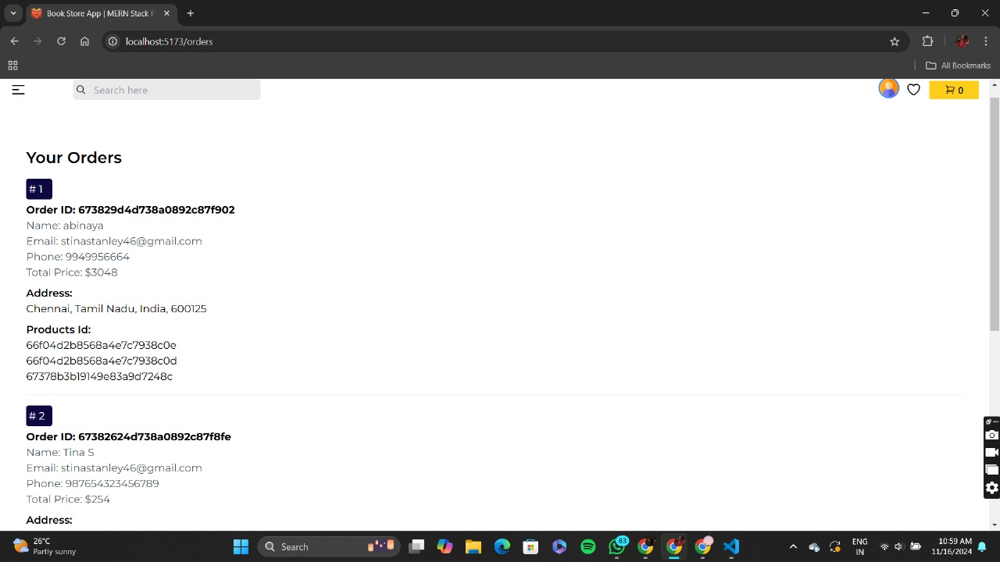 Book Store App | MERN Stack P
localhost:5173/orders
All Bookmarks
Search here
0
Your Orders
# 1
Order ID: 673829d4d738a0892c87f902
Name: abinaya
Email: stinastanley46@gmail.com
Phone: 9949956664
Total Price: $3048
Address:
Chennai, Tamil Nadu, India, 600125
Products Id:
66f04d2b8568a4e7c7938c0e
66f04d2b8568a4e7c7938c0d
67378b3b19149e83a9d7248c
# 2
Order ID: 67382624d738a0892c87f8fe
Name: Tina S
Email: stinastanley46@gmail.com
Phone: 987654323456789
Total Price: $254
Address:
26°C
Partly sunny
Search
83
ENG
IN
10:59 AM
11/16/2024